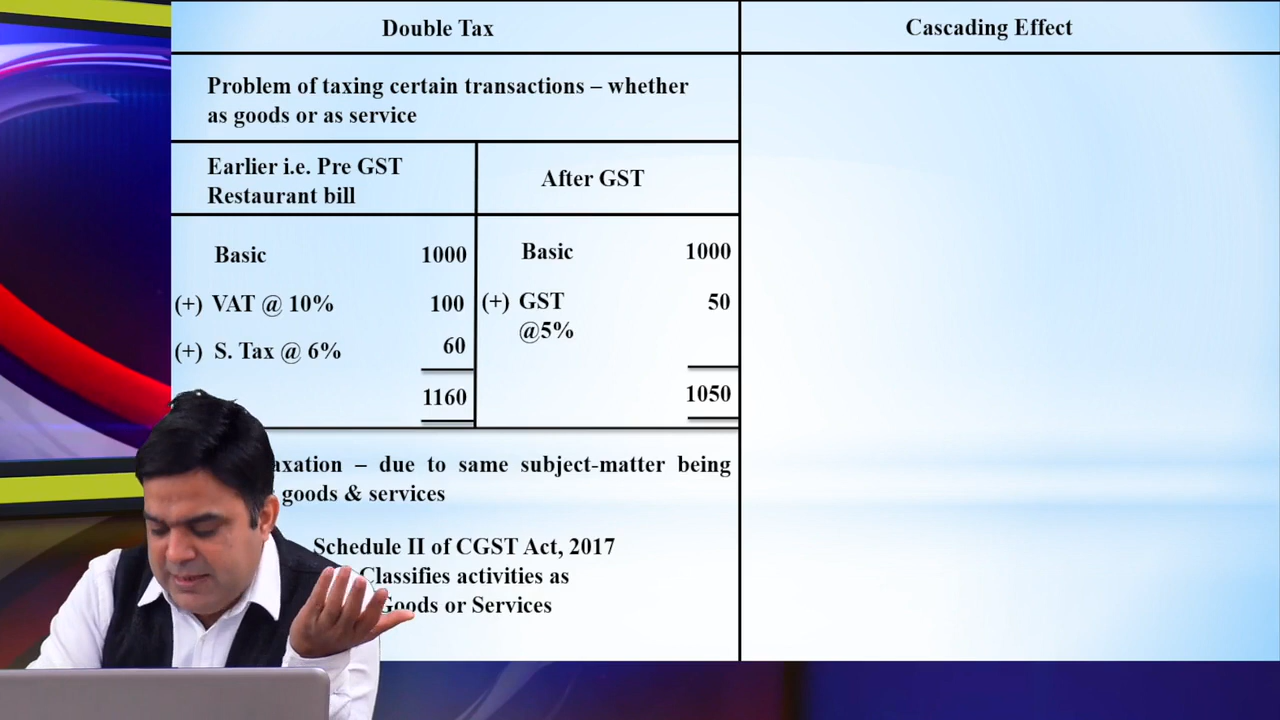 Double Tax
Cascading Effect
Problem of taxing certain transactions – whether
as goods or as service
Earlier i.e. Pre GST
Restaurant bill
After GST
Basic 1000
(+) VAT @ 10% 100
(+) S. Tax @ 6% 60
1160
Basic 1000
(+) GST 50
@5%
1050
axation – due to same subject-matter being
goods & services
Schedule II of CGST Act, 2017
Classifies activities as
Goods or Services